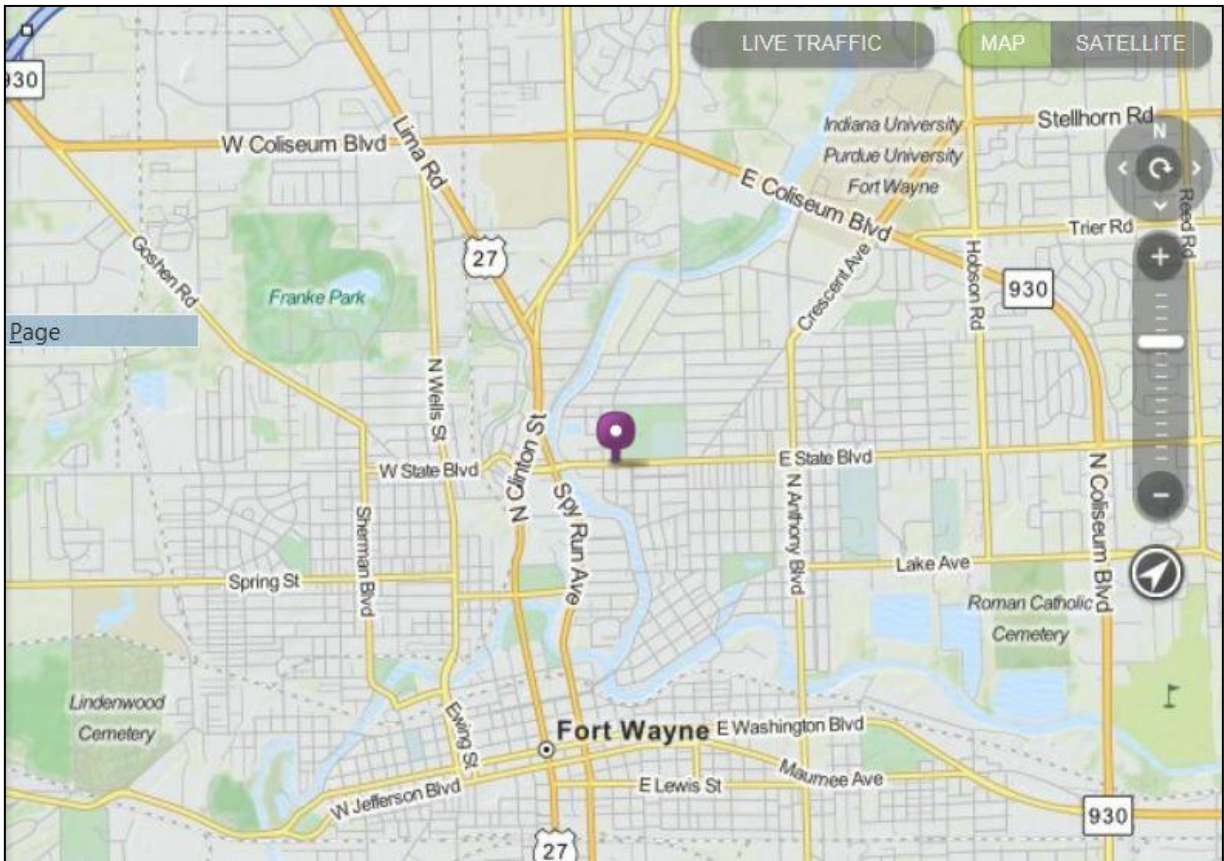 LIVE TRAFFIC
MAP
SATELLITE
930
W Coliseum Blvd
Lima Rd
Indiana University
Purdue University
Fort Wayne
Stellhorn Rd
N
E Coliseum Blvd
Reed Rd
Trier Rd
Goshen Rd
27
Crescent Ave
Hobson Rd
930
Franke Park
Page
N Wells St
N Clinton St
W State Blvd
E State Blvd
Spy Run Ave
N Anthony Blvd
N Coliseum Blvd
Sherman Blvd
Spring St
Lake Ave
Roman Catholic
Cemetery
Lindenwood
Cemetery
Ewing St
Fort Wayne
E Washington Blvd
Maumee Ave
W Jefferson Blvd
E Lewis St
930
27